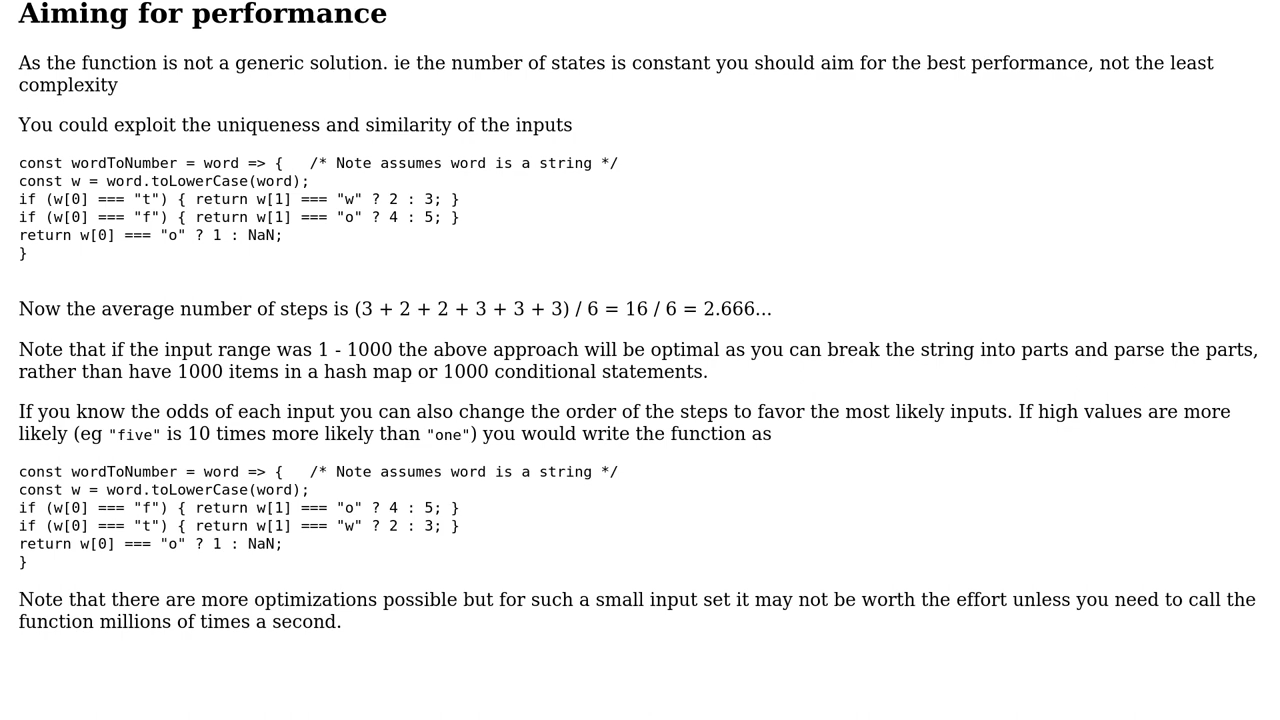 Aiming for performance
As the function is not a generic solution. ie the number of states is constant you should aim for the best performance, not the least
complexity
You could exploit the uniqueness and similarity of the inputs
const wordToNumber = word => {   /* Note assumes word is a string */
const w = word.toLowerCase(word);
if (w[0] === "t") { return w[1] === "w" ? 2 : 3; }
if (w[0] === "f") { return w[1] === "o" ? 4 : 5; }
return w[0] === "o" ? 1 : NaN;
}
Now the average number of steps is (3 + 2 + 2 + 3 + 3 + 3) / 6 = 16 / 6 = 2.666...
Note that if the input range was 1 - 1000 the above approach will be optimal as you can break the string into parts and parse the parts,
rather than have 1000 items in a hash map or 1000 conditional statements.
If you know the odds of each input you can also change the order of the steps to favor the most likely inputs. If high values are more
likely (eg "five" is 10 times more likely than "one") you would write the function as
const wordToNumber = word => {   /* Note assumes word is a string */
const w = word.toLowerCase(word);
if (w[0] === "f") { return w[1] === "o" ? 4 : 5; }
if (w[0] === "t") { return w[1] === "w" ? 2 : 3; }
return w[0] === "o" ? 1 : NaN;
}
Note that there are more optimizations possible but for such a small input set it may not be worth the effort unless you need to call the
function millions of times a second.